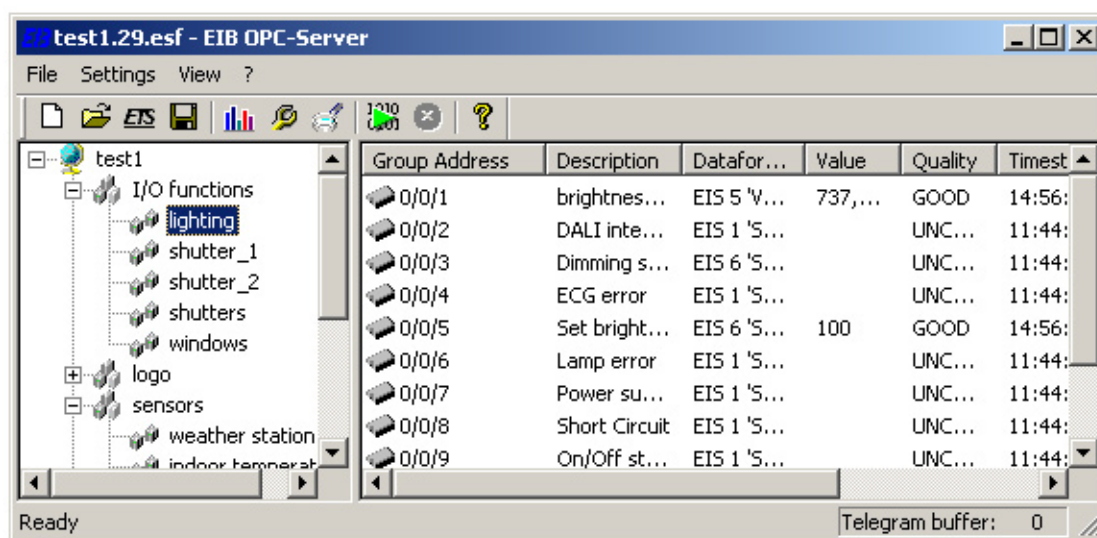 EIB test1.29.esf - EIB OPC-Server
File Settings View ?
ETS
test1
I/O functions
lighting
shutter_1
shutter_2
shutters
windows
logo
sensors
weather station
indoor temperat
Group Address Description Datafor... Value Quality Timest
0/0/1 brightnes... EIS 5 'V... 737,... GOOD 14:56:
0/0/2 DALI inte... EIS 1 'S... UNC... 11:44:
0/0/3 Dimming s... EIS 6 'S... UNC... 11:44:
0/0/4 ECG error EIS 1 'S... UNC... 11:44:
0/0/5 Set bright... EIS 6 'S... 100 GOOD 14:56:
0/0/6 Lamp error EIS 1 'S... UNC... 11:44:
0/0/7 Power su... EIS 1 'S... UNC... 11:44:
0/0/8 Short Circuit EIS 1 'S... UNC... 11:44:
0/0/9 On/Off st... EIS 1 'S... UNC... 11:44:
Ready Telegram buffer: 0